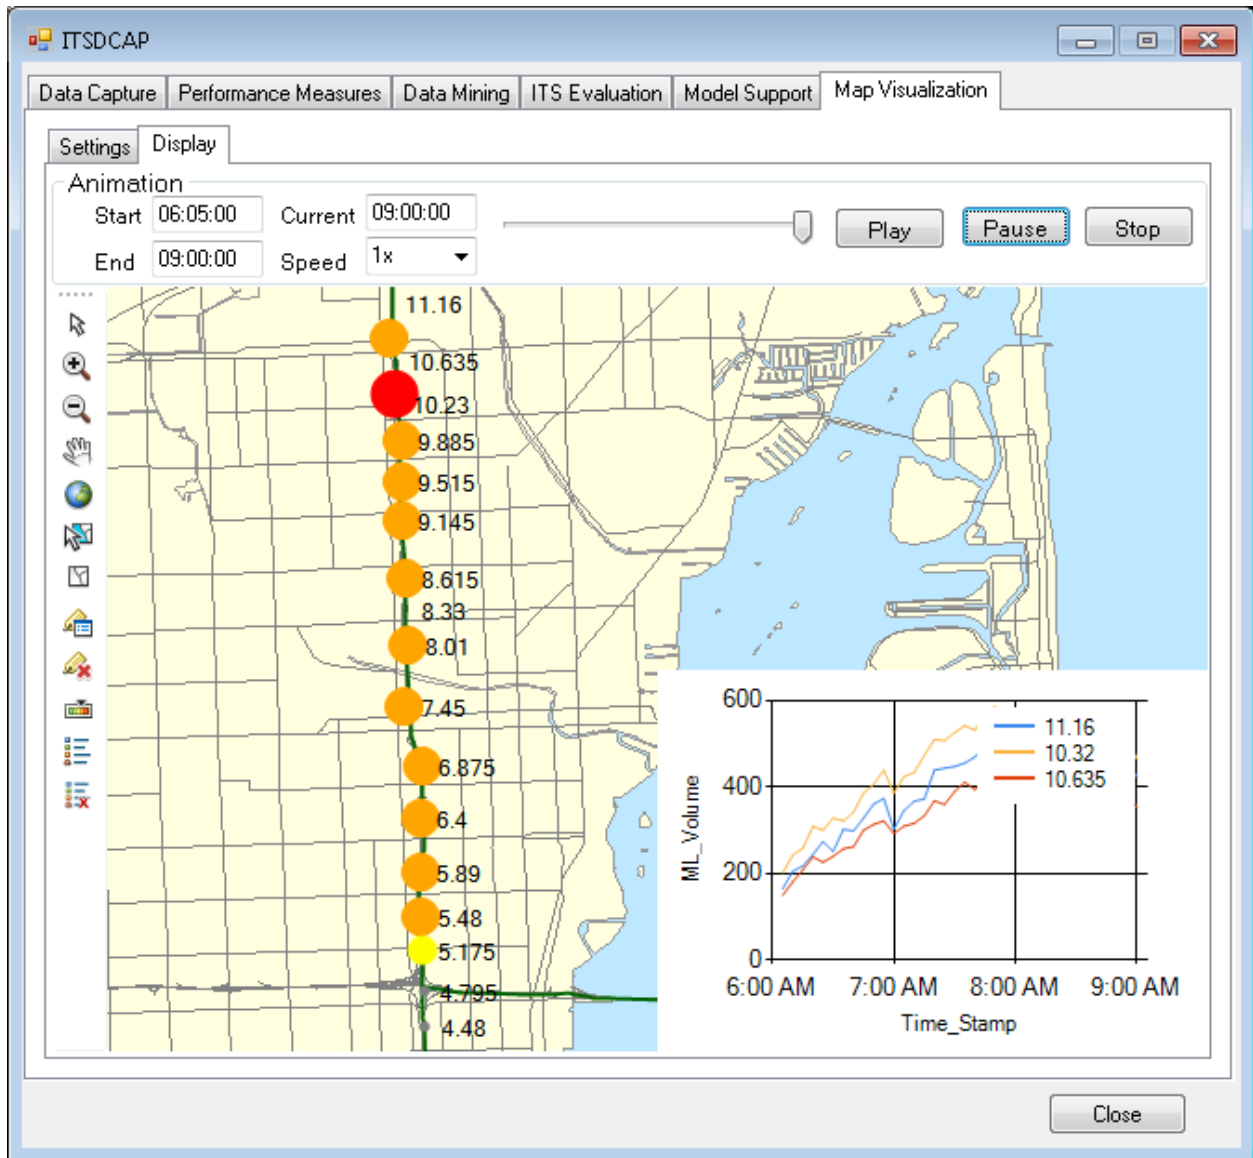 ITSDCAP
Data Capture Performance Measures Data Mining ITS Evaluation Model Support Map Visualization
Settings Display
Animation
Start 06:05:00 Current 09:00:00
Play Pause Stop
End 09:00:00 Speed 1x
11.16
10.635
10.23
9.885
9.515
9.145
8.615
8.33
8.01
7.45
6.875
6.4
5.89
5.48
5.175
4.795
4.48
600
400
200
0
ML_Volume
11.16
10.32
10.635
6:00 AM 7:00 AM 8:00 AM 9:00 AM
Time_Stamp
Close